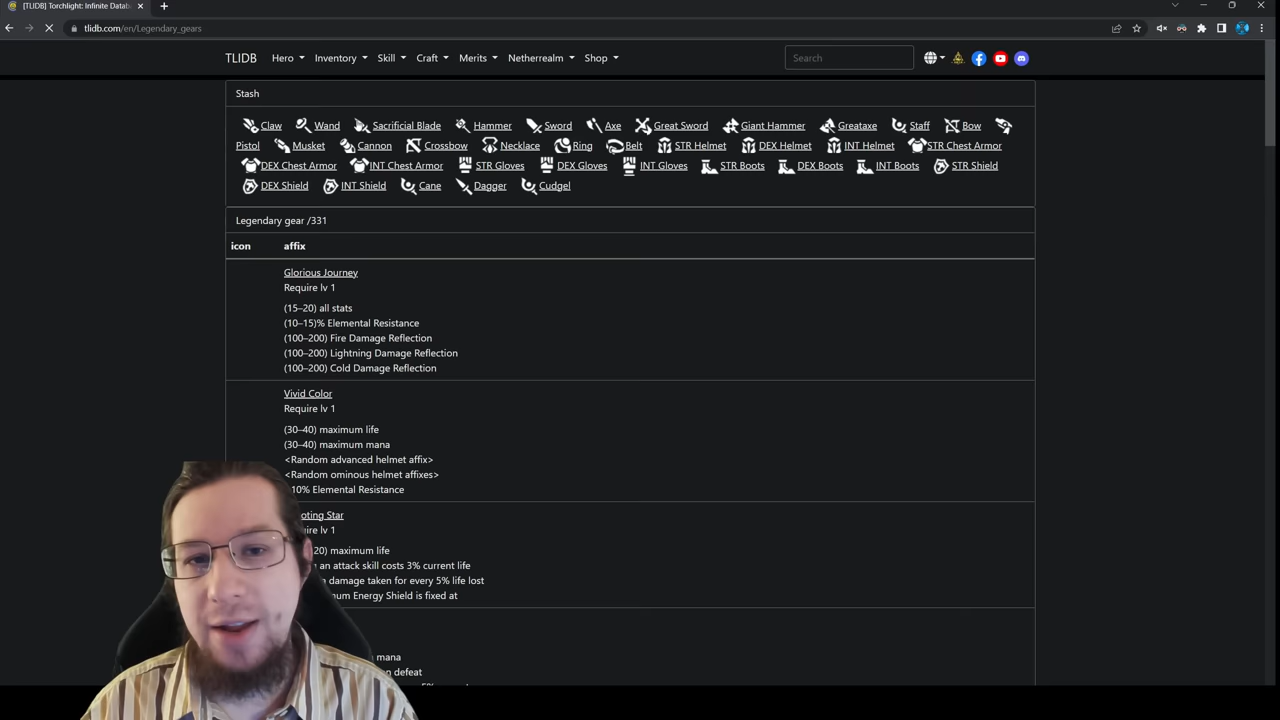 [TLIDB] Torchlight: Infinite Datab
tlidb.com/en/Legendary_gears
TLIDB Hero Inventory Skill Craft Merits Netherrealm Shop Search
Stash
Claw Wand Sacrificial Blade Hammer Sword Axe Great Sword Giant Hammer Greataxe Staff Bow
Pistol Musket Cannon Crossbow Necklace Ring Belt STR Helmet DEX Helmet INT Helmet STR Chest Armor
DEX Chest Armor INT Chest Armor STR Gloves DEX Gloves INT Gloves STR Boots DEX Boots INT Boots STR Shield
DEX Shield INT Shield Cane Dagger Cudgel
Legendary gear /331
icon affix
Glorious Journey
Require lv 1
(15–20) all stats
(10–15)% Elemental Resistance
(100–200) Fire Damage Reflection
(100–200) Lightning Damage Reflection
(100–200) Cold Damage Reflection
Vivid Color
Require lv 1
(30–40) maximum life
(30–40) maximum mana
<Random advanced helmet affix>
<Random ominous helmet affixes>
10% Elemental Resistance
oting Star
uire lv 1
20) maximum life
an attack skill costs 3% current life
damage taken for every 5% life lost
um Energy Shield is fixed at
mana
n defeat